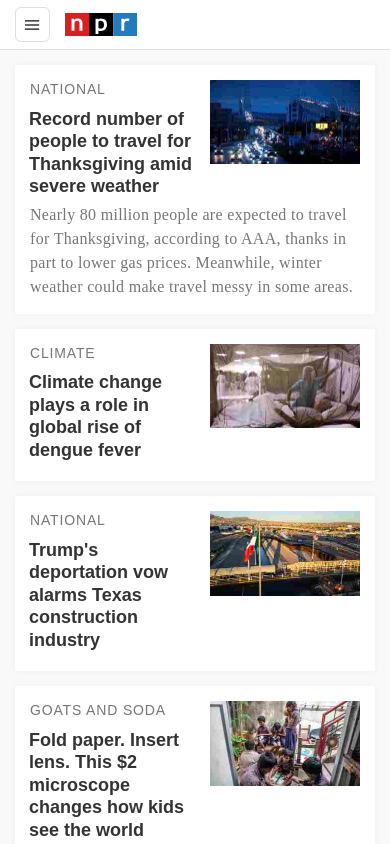 npr
NATIONAL
Record number of
people to travel for
Thanksgiving amid
severe weather
Nearly 80 million people are expected to travel
for Thanksgiving, according to AAA, thanks in
part to lower gas prices. Meanwhile, winter
weather could make travel messy in some areas.
CLIMATE
Climate change
plays a role in
global rise of
dengue fever
NATIONAL
Trump's
deportation vow
alarms Texas
construction
industry
GOATS AND SODA
Fold paper. Insert
lens. This $2
microscope
changes how kids
see the world